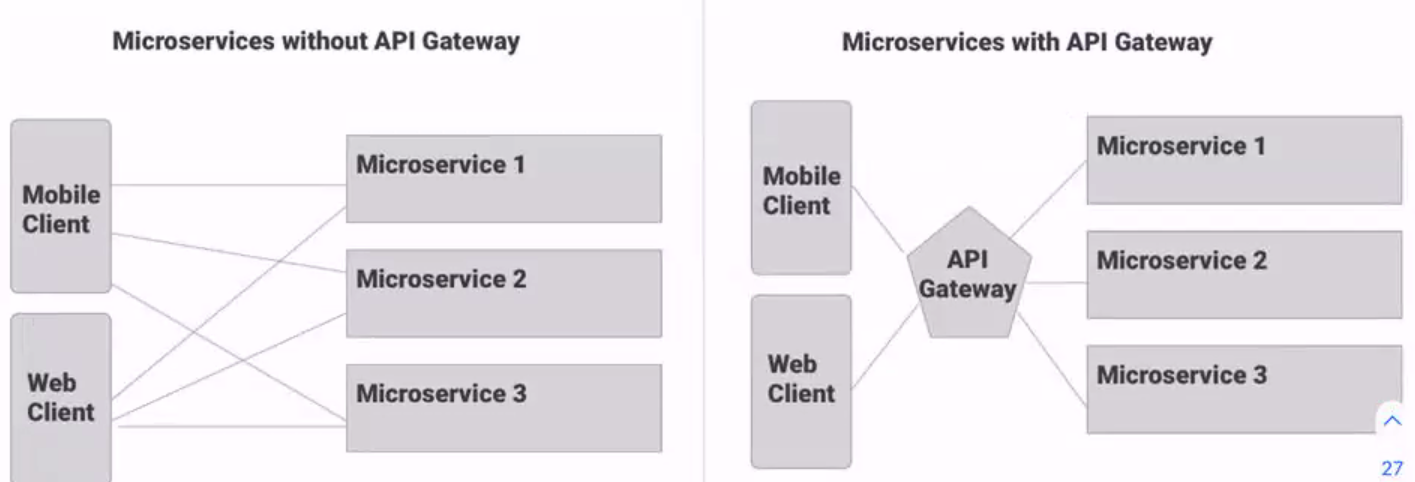 Microservices without API Gateway
Mobile
Client
Web
Client
Microservice 1
Microservice 2
Microservice 3
Microservices with API Gateway
Mobile
Client
Web
Client
API
Gateway
Microservice 1
Microservice 2
Microservice 3
27